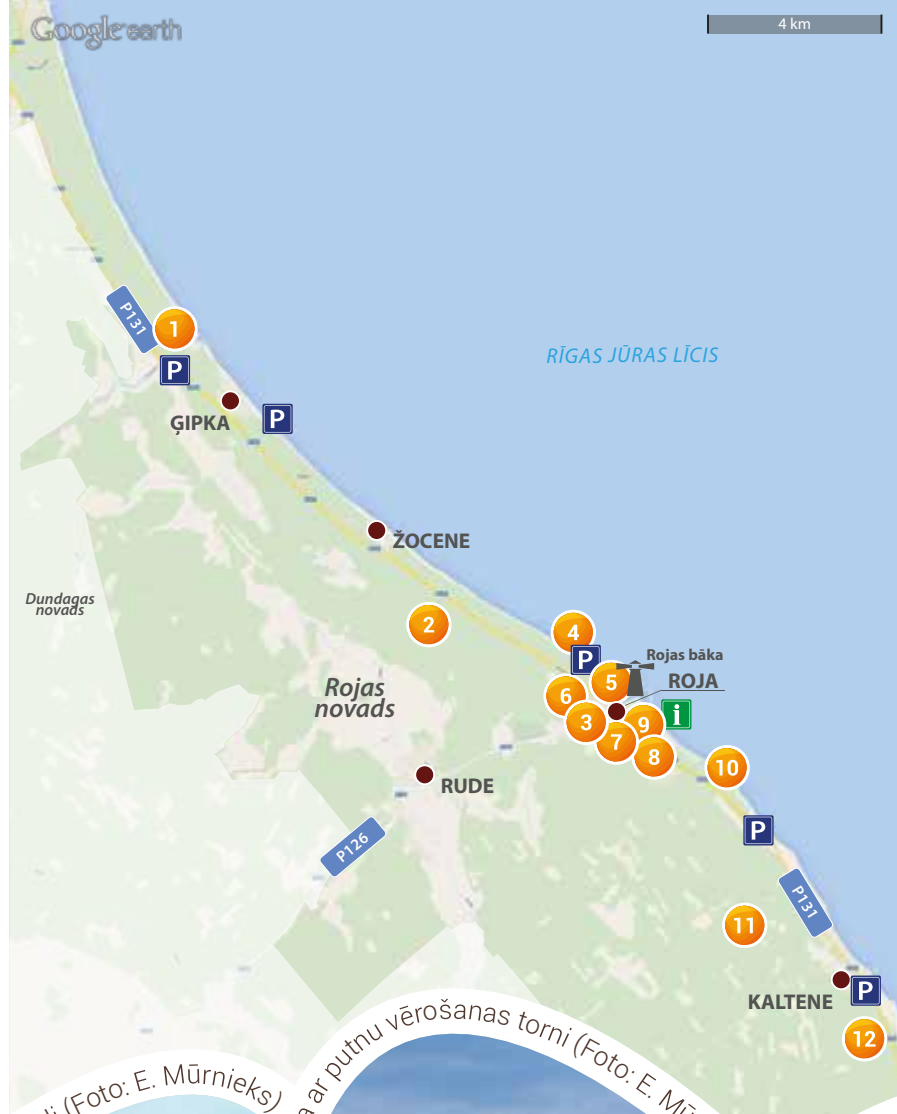 Google earth
4 km
P131
1
P
ĢIPKA
P
RĪGAS JŪRAS LĪCIS
ŽOCENE
Dundagas
novads
2
4
P
Rojas bāka
5
ROJA
6
Rojas
novads
3
9
i
7
8
10
RUDE
P126
P
P131
11
KALTENE
P
12
(Foto: E. Mūrnieks)
ar putnu vērošanas torni (Foto: E.